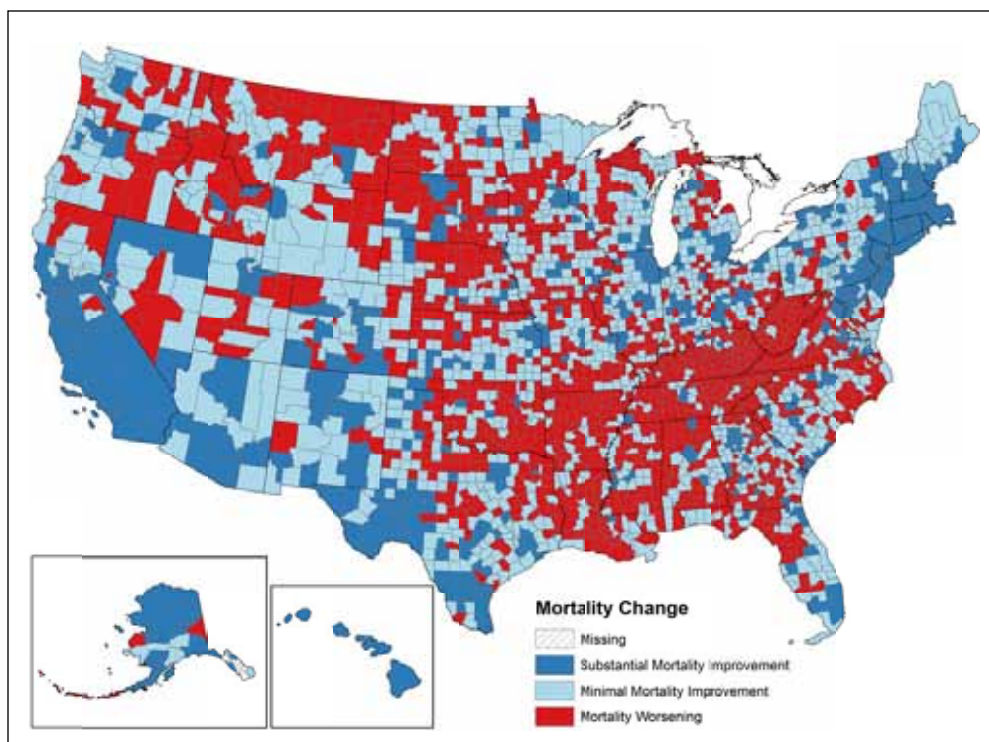 Mortality Change
Missing
Substantial Mortality Improvement
Minimal Mortality Improvement
Mortality Worsening